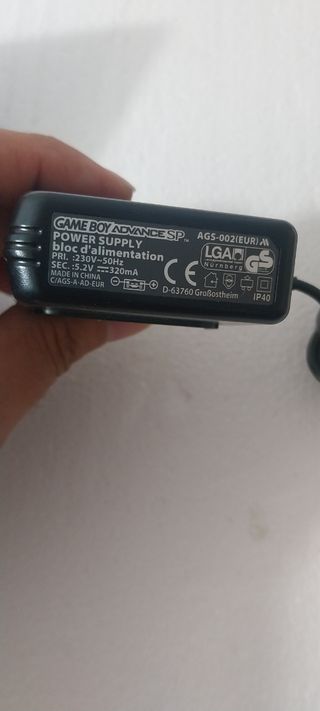 GAME BOY ADVANCE SP™ AGS-002(EUR)
POWER SUPPLY
bloc d'alimentation
PRI. :230V~50Hz
SEC. :5.2V ⎓ 320mA
MADE IN CHINA
C/AGS-A-AD-EUR
CE
LGA
Nürnberg
GS
D-63760 Großostheim
IP40